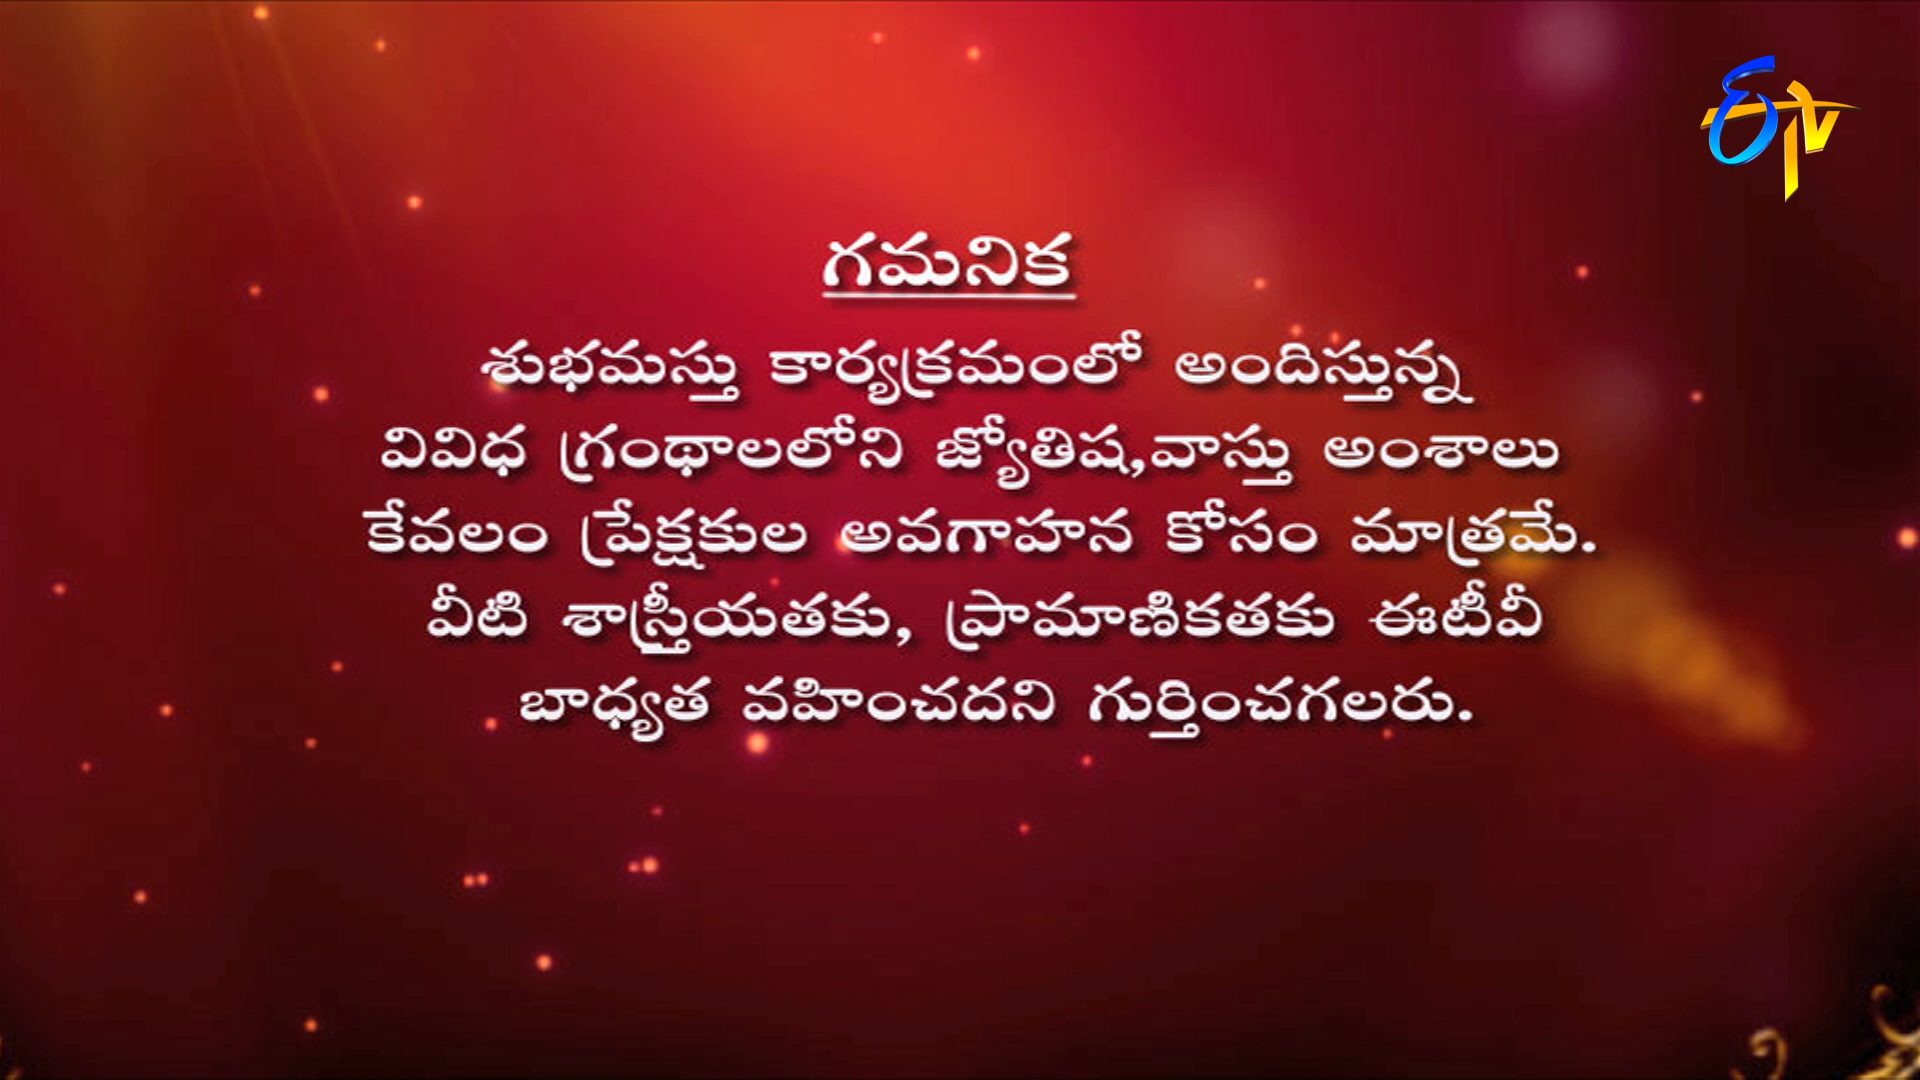 ETV
గమనిక
శుభమస్తు కార్యక్రమంలో అందిస్తున్న
వివిధ గ్రంథాలలోని జ్యోతిష,వాస్తు అంశాలు
కేవలం ప్రేక్షకుల అవగాహన కోసం మాత్రమే.
వీటి శాస్త్రీయతకు, ప్రామాణికతకు ఈటీవీ
బాధ్యత వహించదని గుర్తించగలరు.